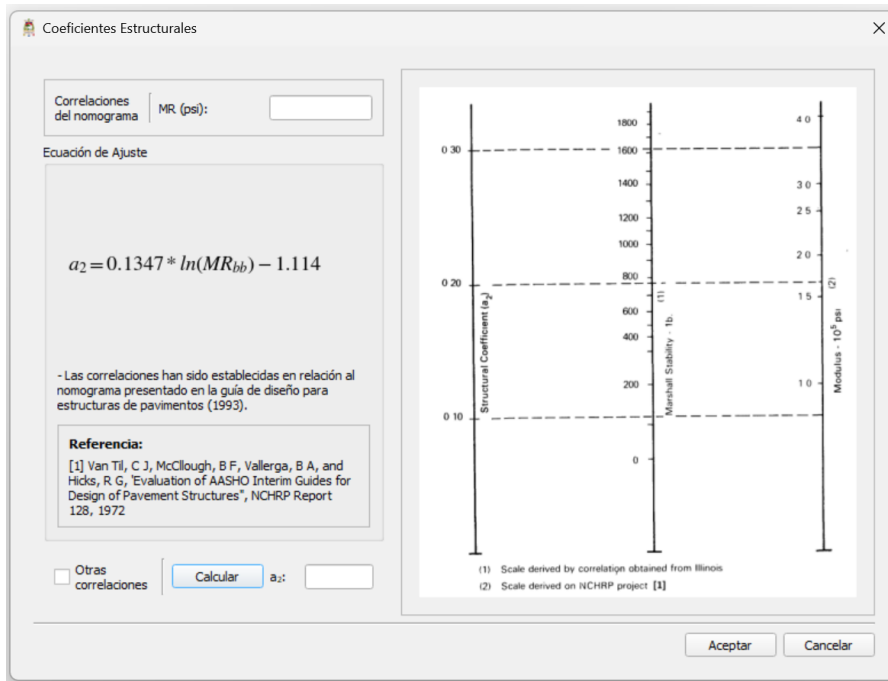 Coeficientes Estructurales
Correlaciones
del nomograma
MR (psi):
Ecuación de Ajuste
a₂ = 0.1347 * ln(MR_bb) − 1.114
- Las correlaciones han sido establecidas en relación al
nomograma presentado en la guía de diseño para
estructuras de pavimentos (1993).
Referencia:
[1] Van Til, C J, McCllough, B F, Vallerga, B A, and
Hicks, R G, 'Evaluation of AASHO Interim Guides for
Design of Pavement Structures", NCHRP Report
128, 1972
Otras
correlaciones
Calcular
a₂:
0 30
0 20
0 10
Structural Coefficient (a₂)
1800
1600
1400
1200
1000
800
600
400
200
0
Marshall Stability - 1b.
(1)
4 0
3 0
2 5
2 0
1 5
1 0
Modulus - 10⁵ psi
(2)
(1) Scale derived by correlation obtained from Illinois
(2) Scale derived on NCHRP project [1]
Aceptar
Cancelar